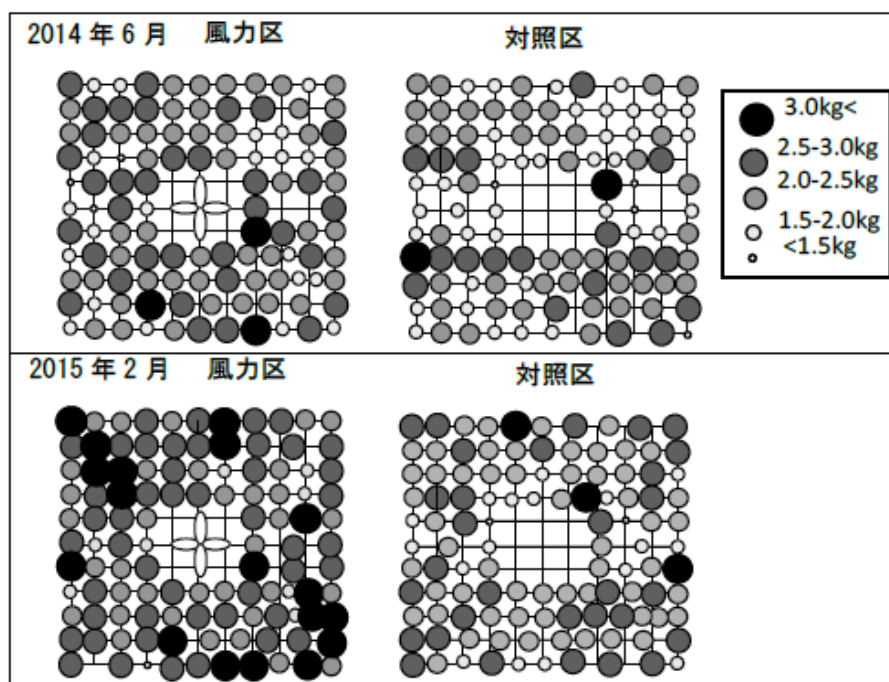 2014 年 6 月 風力区 対照区
3.0kg<
2.5-3.0kg
2.0-2.5kg
1.5-2.0kg
<1.5kg
2015 年 2 月 風力区 対照区